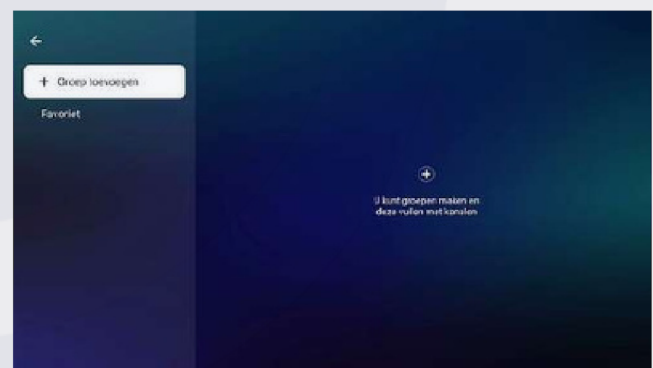 Groep toevoegen
Favoriet
U kunt groepen maken en
deze vullen met kanalen